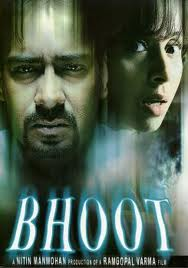 BHOOT
A NITIN MANMOHAN PRODUCTION OF A RAMGOPAL VARMA FILM